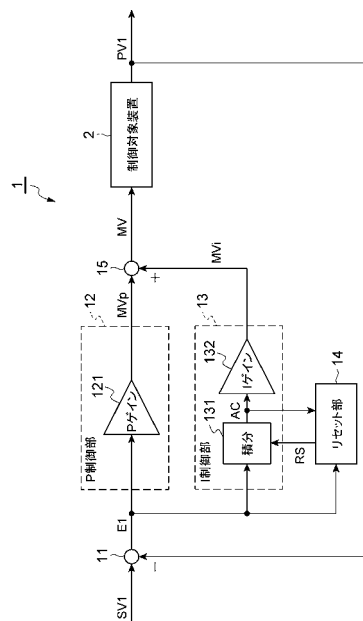 1
SV1
11
-
E1
P制御部
12
121
Pゲイン
MVp
15
+
MV
2
制御対象装置
PV1
I制御部
13
131
積分
AC
132
Iゲイン
MVi
RS
14
リセット部